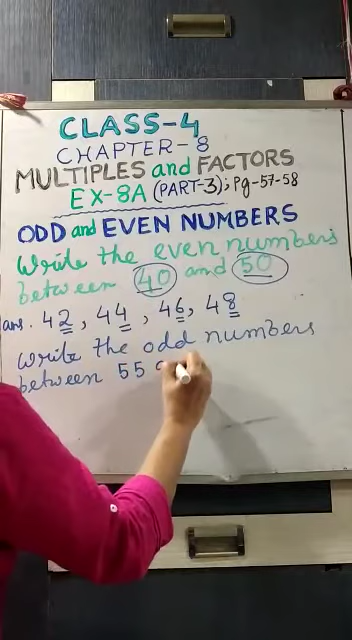 CLASS-4
CHAPTER-8
MULTIPLES and FACTORS
EX-8A (PART-3); Pg-57-58
ODD and EVEN NUMBERS
Write the even numbers
between 40 and 50
ans. 42, 44, 46, 48
Write the odd numbers
between 55